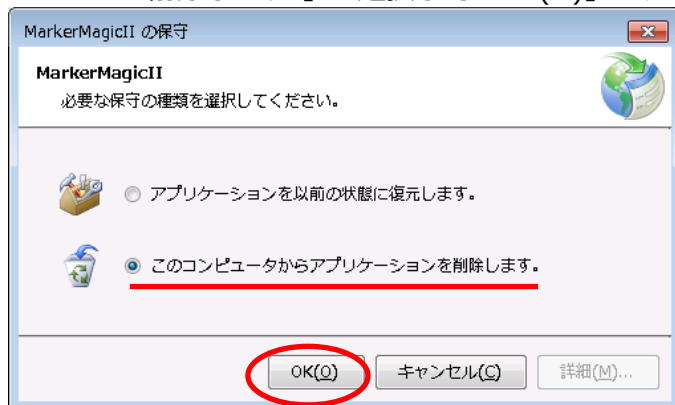 MarkerMagicII の保守
MarkerMagicII
必要な保守の種類を選択してください。
アプリケーションを以前の状態に復元します。
このコンピュータからアプリケーションを削除します。
OK(O) キャンセル(C) 詳細(M)...